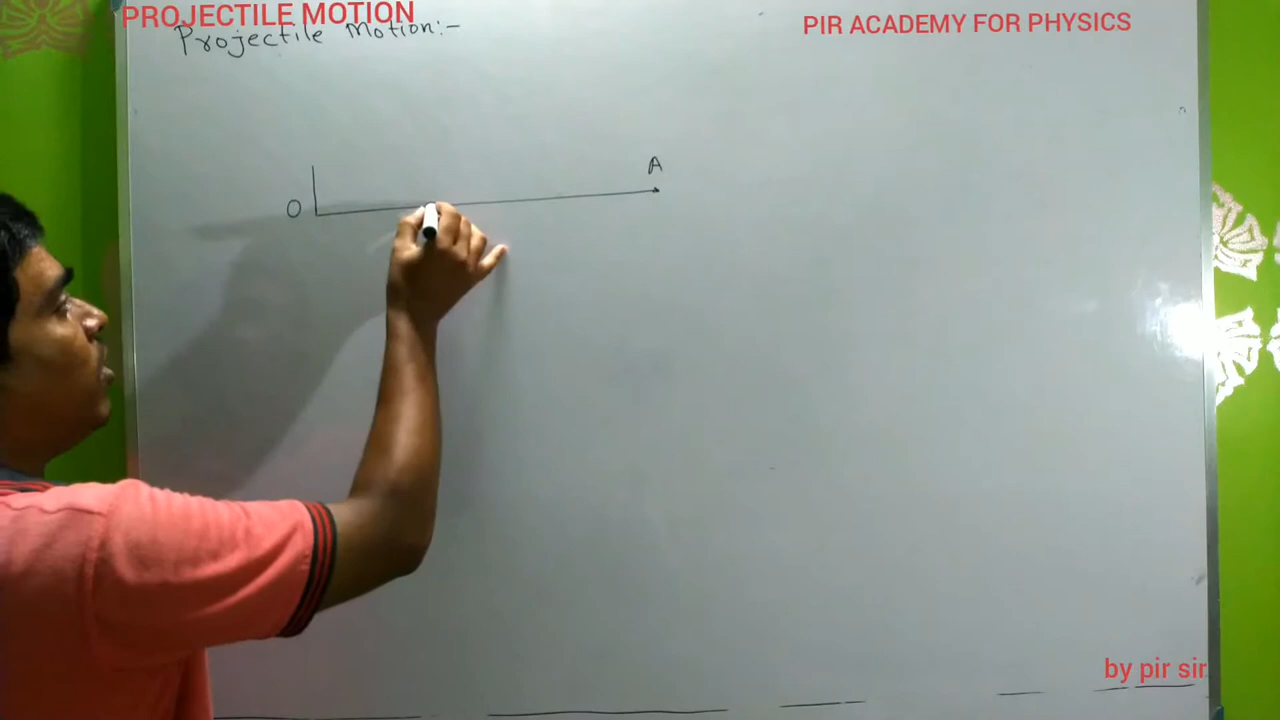 PROJECTILE MOTION
PIR ACADEMY FOR PHYSICS
Projectile Motion:-
A
O
by pir sir